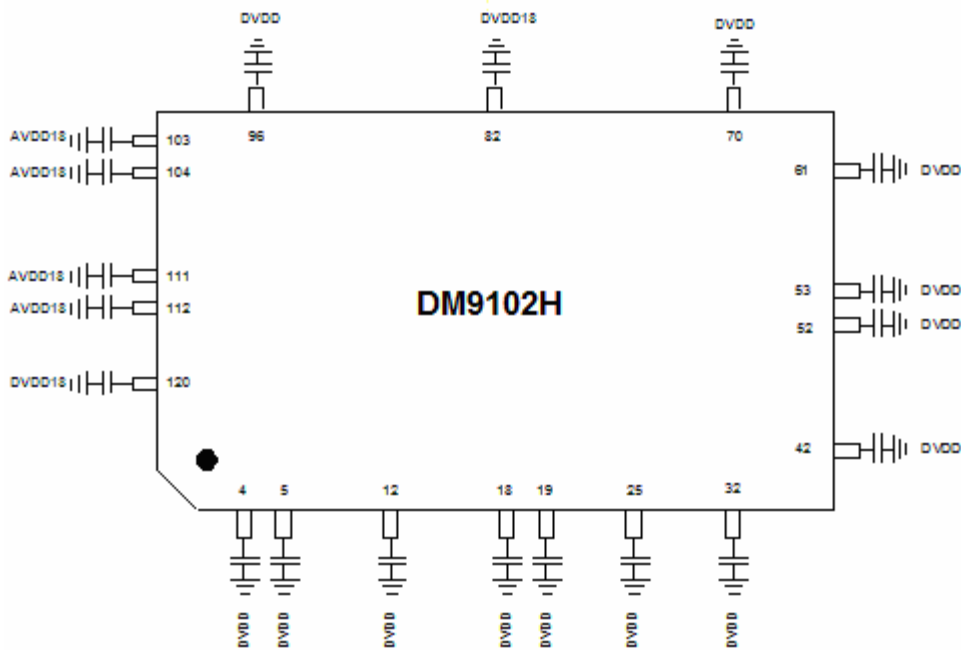 DVDD DVDD18 DVDD
96 82 70
AVDD18 103
AVDD18 104
61 DVDD
AVDD18 111
53 DVDD
AVDD18 112
DM9102H
52 DVDD
DVDD18 120
42 DVDD
4 5 12 18 19 25 32
DVDD DVDD DVDD DVDD DVDD DVDD DVDD